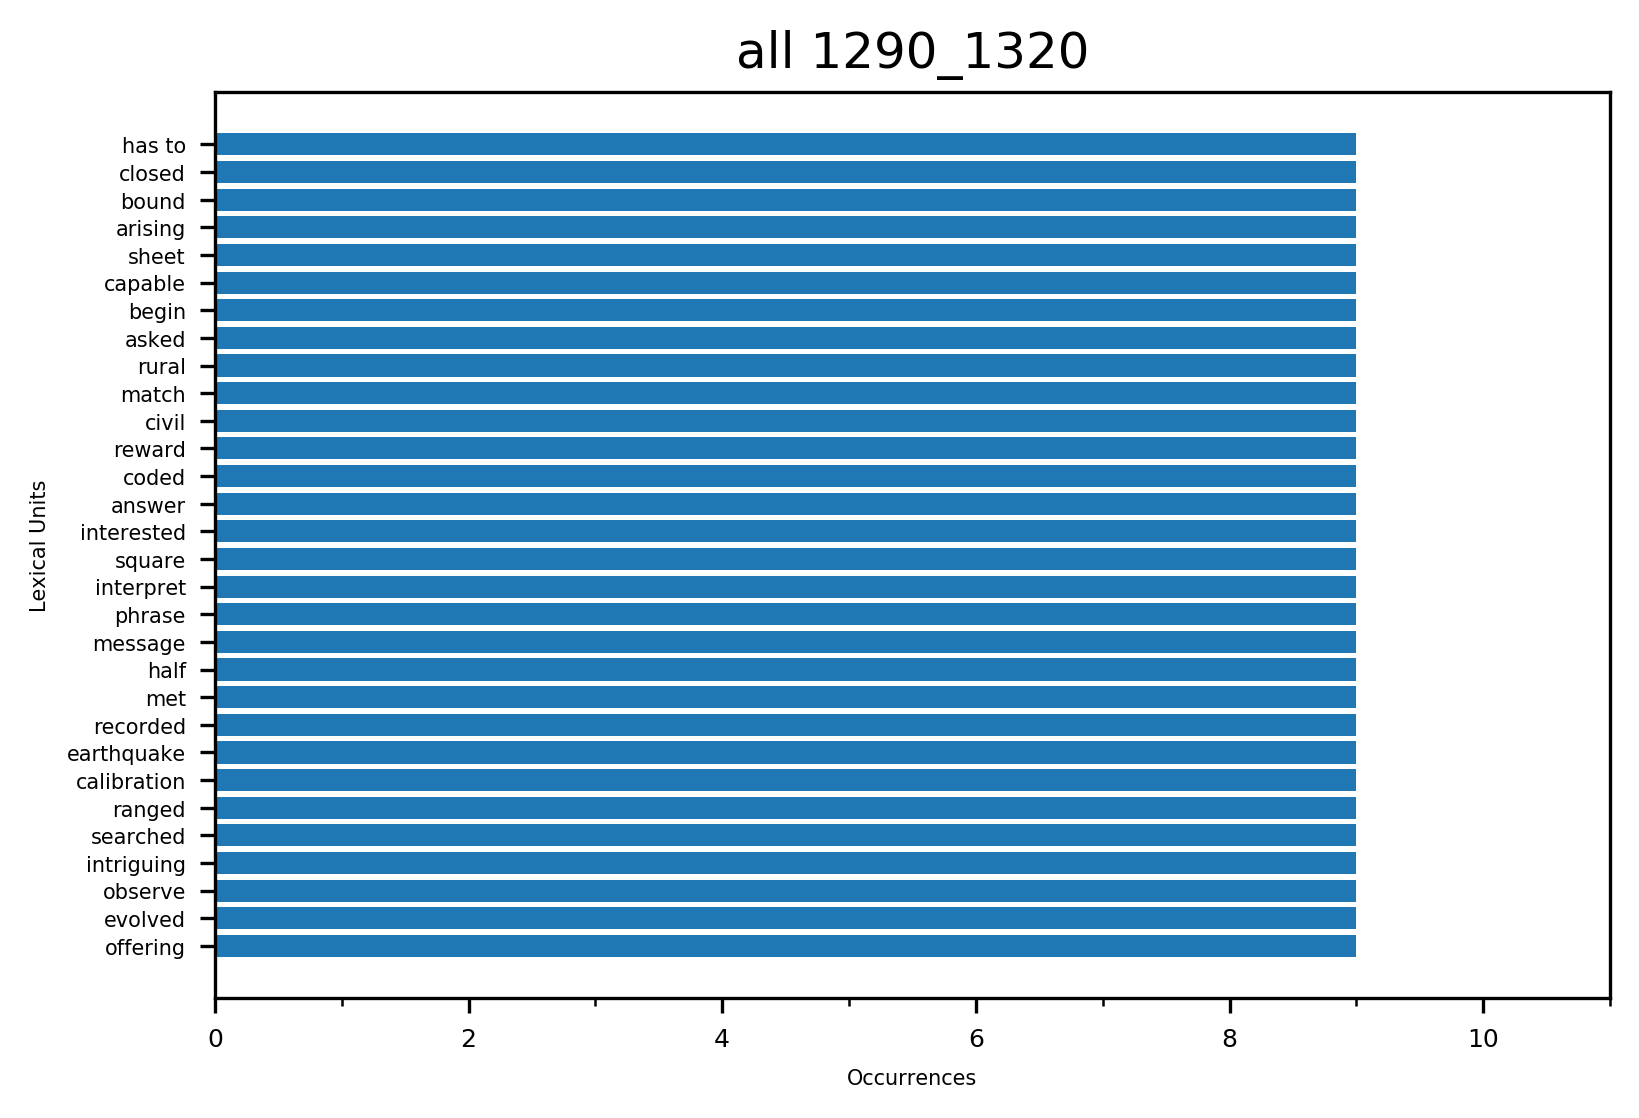 all 1290_1320
has to
closed
bound
arising
sheet
capable
begin
asked
rural
match
civil
reward
coded
answer
interested
square
interpret
phrase
message
half
met
recorded
earthquake
calibration
ranged
searched
intriguing
observe
evolved
offering
Lexical Units
0 2 4 6 8 10
Occurrences